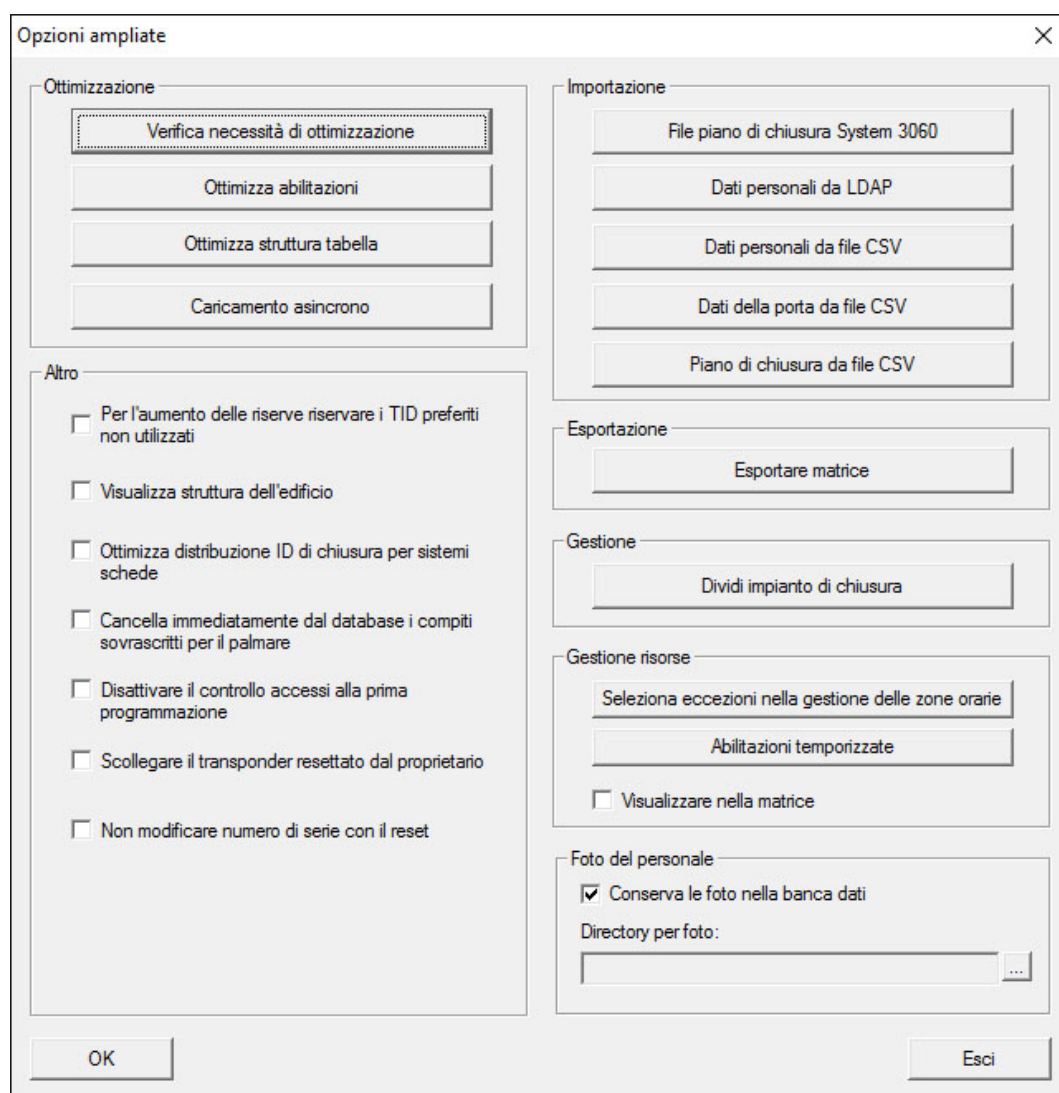 Opzioni ampliate
Ottimizzazione
Verifica necessità di ottimizzazione
Ottimizza abilitazioni
Ottimizza struttura tabella
Caricamento asincrono
Altro
Per l'aumento delle riserve riservare i TID preferiti
non utilizzati
Visualizza struttura dell'edificio
Ottimizza distribuzione ID di chiusura per sistemi
schede
Cancella immediatamente dal database i compiti
sovrascritti per il palmare
Disattivare il controllo accessi alla prima
programmazione
Scollegare il transponder resettato dal proprietario
Non modificare numero di serie con il reset
Importazione
File piano di chiusura System 3060
Dati personali da LDAP
Dati personali da file CSV
Dati della porta da file CSV
Piano di chiusura da file CSV
Esportazione
Esportare matrice
Gestione
Dividi impianto di chiusura
Gestione risorse
Seleziona eccezioni nella gestione delle zone orarie
Abilitazioni temporizzate
Visualizzare nella matrice
Foto del personale
Conserva le foto nella banca dati
Directory per foto:
...
OK
Esci